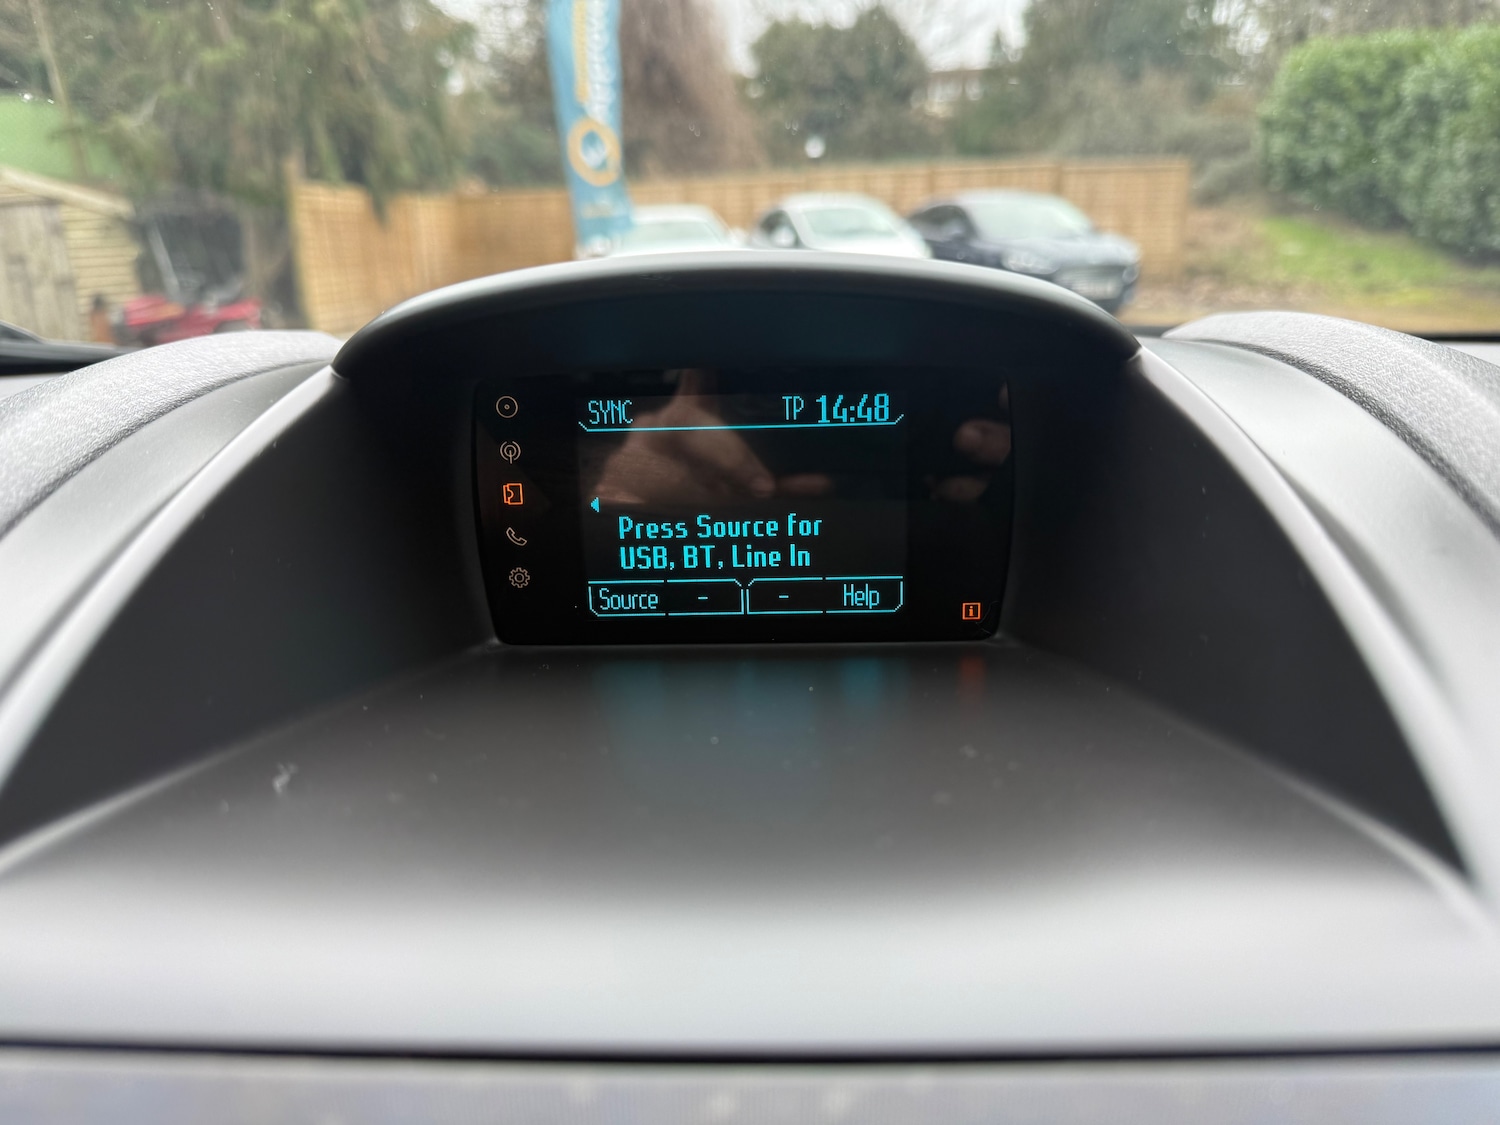 SYNC TP 14:48
Press Source for
USB, BT, Line In
Source - - Help
i